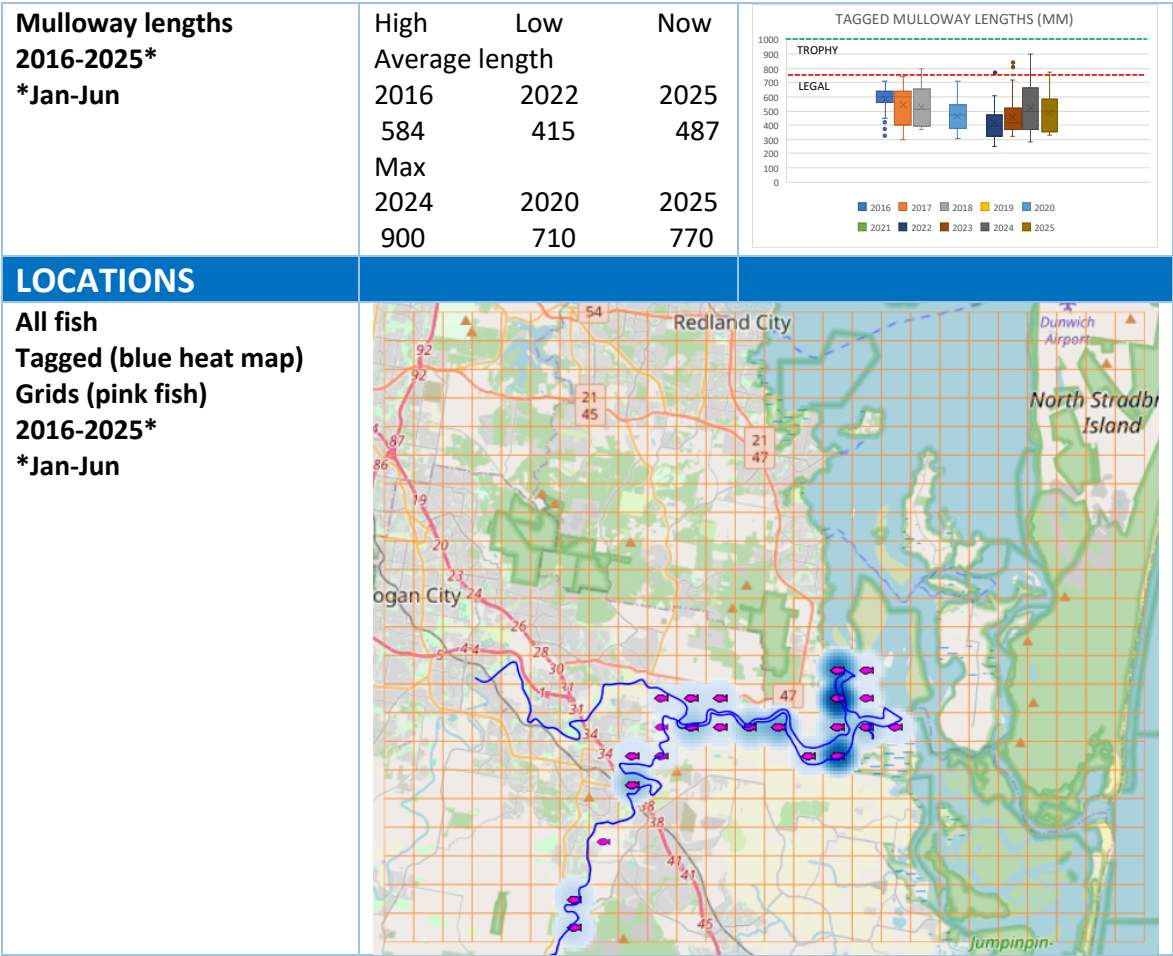 Mulloway lengths
2016-2025*
*Jan-Jun
High Low Now
Average length
2016 2022 2025
584 415 487
Max
2024 2020 2025
900 710 770
TAGGED MULLOWAY LENGTHS (MM)
1000
900
800
700
600
500
400
300
200
100
0
TROPHY
LEGAL
2016 2017 2018 2019 2020
2021 2022 2023 2024 2025
LOCATIONS
All fish
Tagged (blue heat map)
Grids (pink fish)
2016-2025*
*Jan-Jun
54
Redland City
Dunwich
Airport
92
92
21
45
North Stradbr
Island
87
86
21
47
19
20
23
24
ogan City
26
28
30
5
4-4
1
31
31
47
34
34
38
38
41
41
45
Jumpinpin-